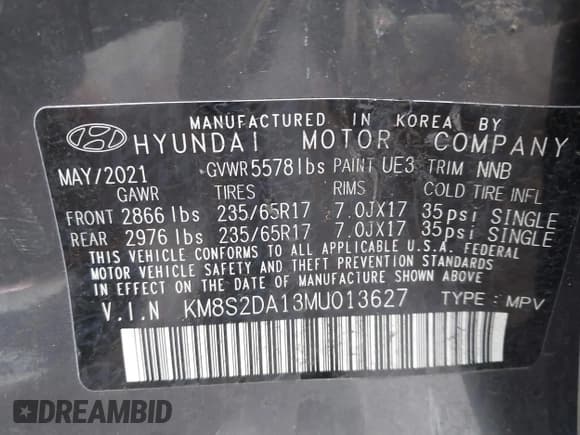 MANUFACTURED IN KOREA BY
HYUNDAI MOTOR COMPANY
MAY/2021 GVWR 5578 lbs PAINT UE3 TRIM NNB
GAWR TIRES RIMS COLD TIRE INFL
FRONT 2866 lbs 235/65R17 7.0JX17 35psi SINGLE
REAR 2976 lbs 235/65R17 7.0JX17 35psi SINGLE
THIS VEHICLE CONFORMS TO ALL APPLICABLE U.S.A. FEDERAL
MOTOR VEHICLE SAFETY AND THEFT PREVENTION STANDARDS
IN EFFECT ON THE DATE OF MANUFACTURE SHOWN ABOVE
V.I.N KM8S2DA13MU013627 TYPE : MPV
DREAMBID